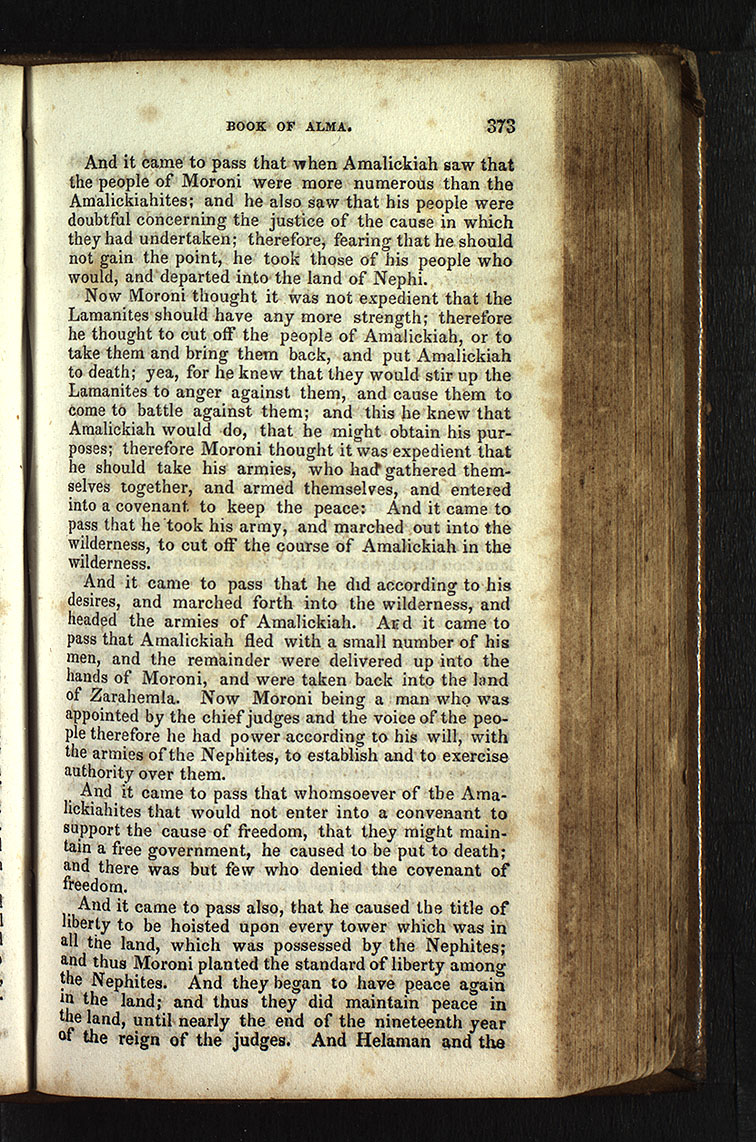 BOOK OF ALMA. 373
And it came to pass that when Amalickiah saw that
the people of Moroni were more numerous than the
Amalickiahites; and he also saw that his people were
doubtful concerning the justice of the cause in which
they had undertaken; therefore, fearing that he should
not gain the point, he took those of his people who
would, and departed into the land of Nephi.
Now Moroni thought it was not expedient that the
Lamanites should have any more strength; therefore
he thought to cut off the people of Amalickiah, or to
take them and bring them back, and put Amalickiah
to death; yea, for he knew that they would stir up the
Lamanites to anger against them, and cause them to
come to battle against them; and this he knew that
Amalickiah would do, that he might obtain his pur-
poses; therefore Moroni thought it was expedient that
he should take his armies, who had gathered them-
selves together, and armed themselves, and entered
into a covenant to keep the peace: And it came to
pass that he took his army, and marched out into the
wilderness, to cut off the course of Amalickiah in the
wilderness.
And it came to pass that he did according to his
desires, and marched forth into the wilderness, and
headed the armies of Amalickiah. And it came to
pass that Amalickiah fled with a small number of his
men, and the remainder were delivered up into the
hands of Moroni, and were taken back into the land
of Zarahemla. Now Moroni being a man who was
appointed by the chief judges and the voice of the peo-
ple therefore he had power according to his will, with
the armies of the Nephites, to establish and to exercise
authority over them.
And it came to pass that whomsoever of the Ama-
lickiahites that would not enter into a convenant to
support the cause of freedom, that they might main-
tain a free government, he caused to be put to death;
and there was but few who denied the covenant of
freedom.
And it came to pass also, that he caused the title of
liberty to be hoisted upon every tower which was in
all the land, which was possessed by the Nephites;
and thus Moroni planted the standard of liberty among
the Nephites. And they began to have peace again
in the land; and thus they did maintain peace in
the land, until nearly the end of the nineteenth year
of the reign of the judges. And Helaman and the